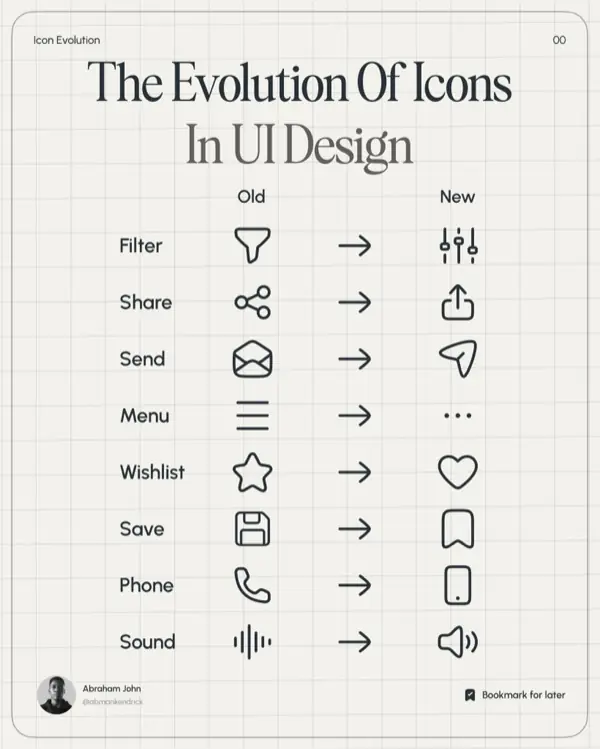 Icon Evolution
00
The Evolution Of Icons
In UI Design
Old
New
Filter
Share
Send
Menu
Wishlist
Save
Phone
Sound
Abraham John
Bookmark for later